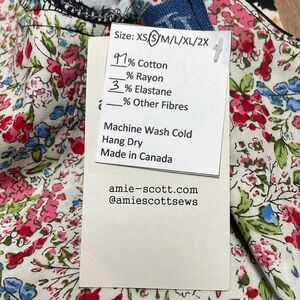 Size: XS/S/M/L/XL/2X
97% Cotton
__% Rayon
3% Elastane
__% Other Fibres
Machine Wash Cold
Hang Dry
Made in Canada
amie-scott.com
@amiescottsews